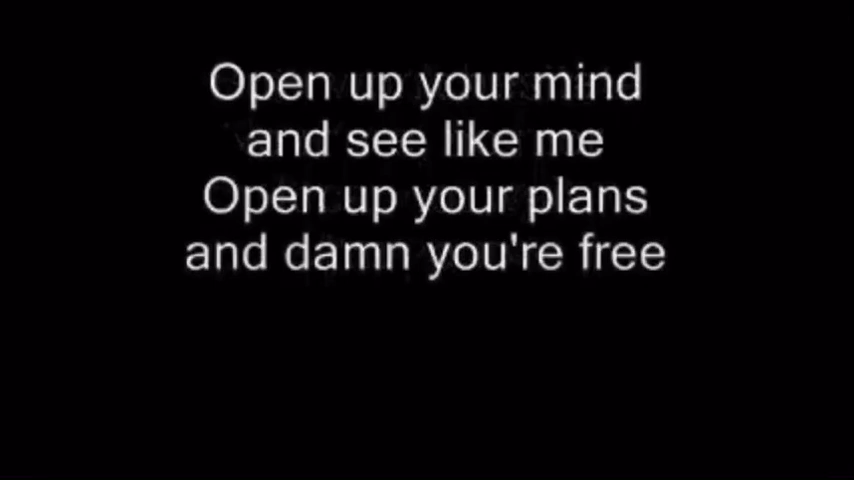 Open up your mind
and see like me
Open up your plans
and damn you're free